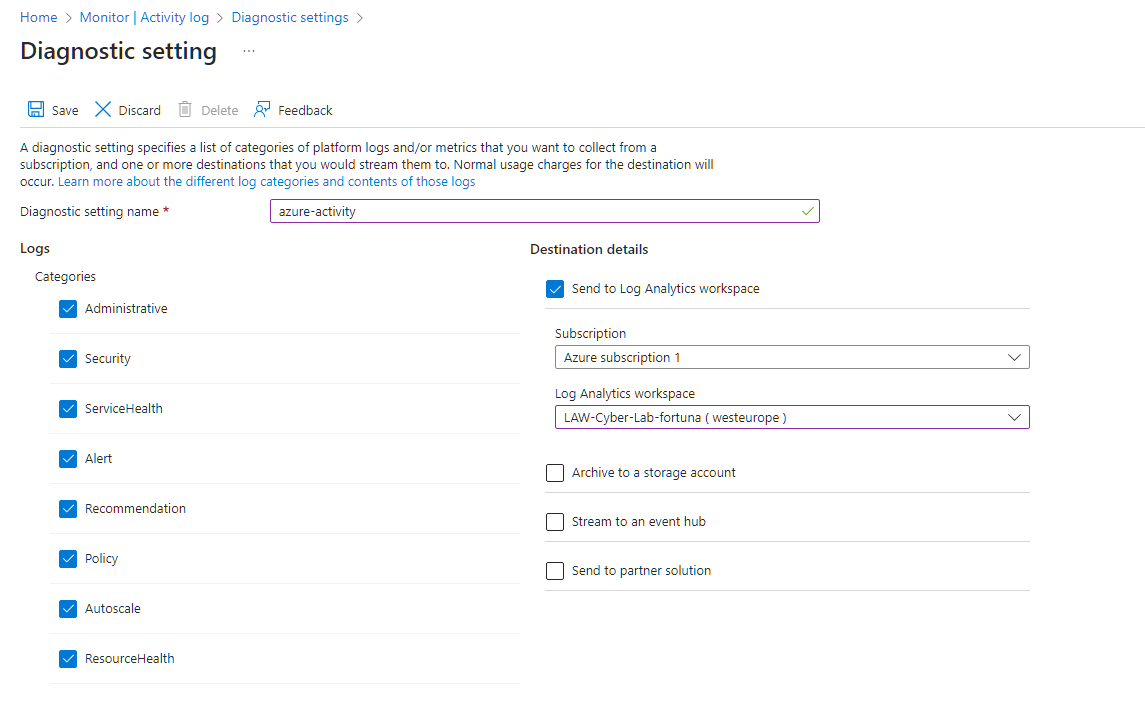 Home > Monitor | Activity log > Diagnostic settings >
Diagnostic setting ...
Save Discard Delete Feedback
A diagnostic setting specifies a list of categories of platform logs and/or metrics that you want to collect from a
subscription, and one or more destinations that you would stream them to. Normal usage charges for the destination will
occur. Learn more about the different log categories and contents of those logs
Diagnostic setting name *
azure-activity
Logs
Categories
Administrative
Security
ServiceHealth
Alert
Recommendation
Policy
Autoscale
ResourceHealth
Destination details
Send to Log Analytics workspace
Subscription
Azure subscription 1
Log Analytics workspace
LAW-Cyber-Lab-fortuna ( westeurope )
Archive to a storage account
Stream to an event hub
Send to partner solution